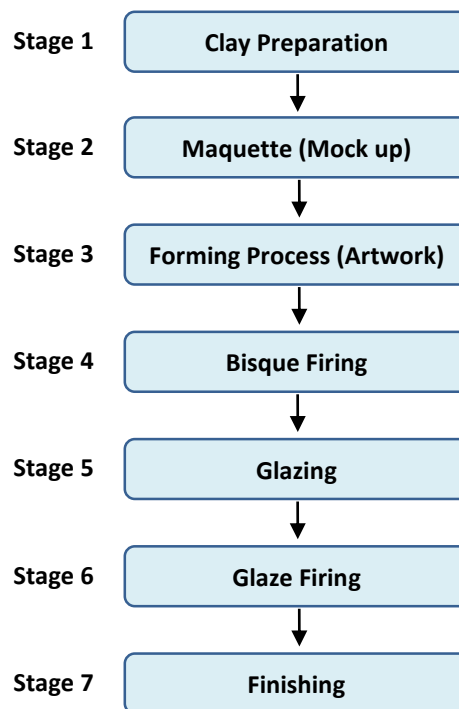 Stage 1 Clay Preparation
Stage 2 Maquette (Mock up)
Stage 3 Forming Process (Artwork)
Stage 4 Bisque Firing
Stage 5 Glazing
Stage 6 Glaze Firing
Stage 7 Finishing